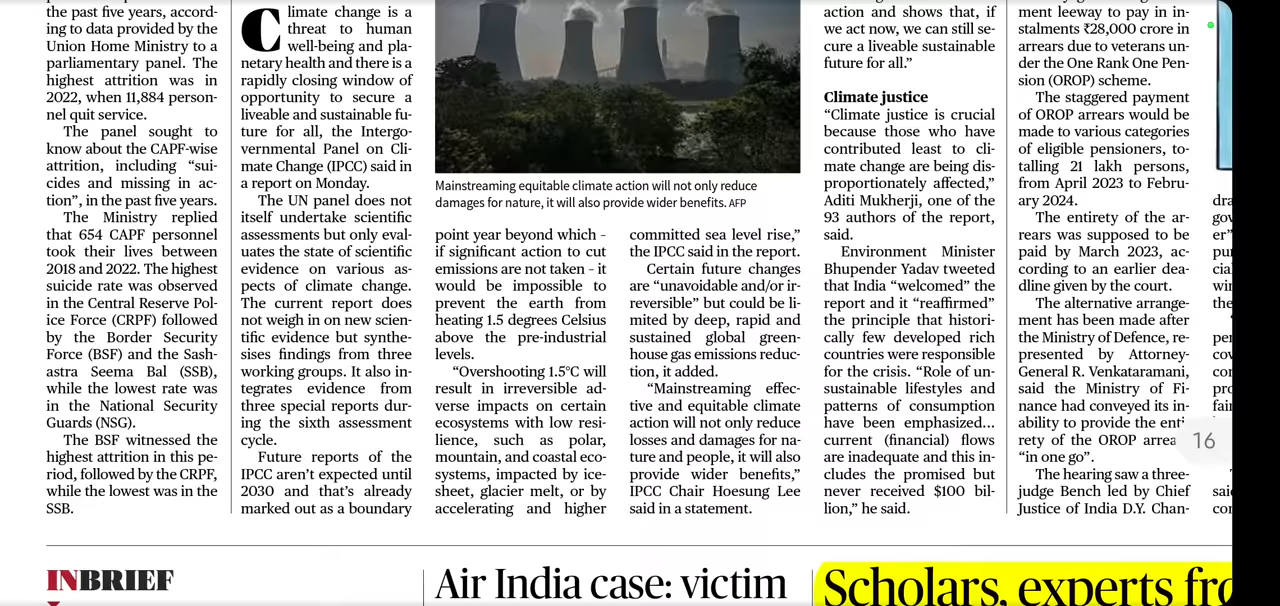 the past five years, accord-
ing to data provided by the
Union Home Ministry to a
parliamentary panel. The
highest attrition was in
2022, when 11,884 person-
nel quit service.
The panel sought to
know about the CAPF-wise
attrition, including “sui-
cides and missing in ac-
tion”, in the past five years.
The Ministry replied
that 654 CAPF personnel
took their lives between
2018 and 2022. The highest
suicide rate was observed
in the Central Reserve Pol-
ice Force (CRPF) followed
by the Border Security
Force (BSF) and the Sash-
astra Seema Bal (SSB),
while the lowest rate was
in the National Security
Guards (NSG).
The BSF witnessed the
highest attrition in this pe-
riod, followed by the CRPF,
while the lowest was in the
SSB.
Climate change is a
threat to human
well-being and pla-
netary health and there is a
rapidly closing window of
opportunity to secure a
liveable and sustainable fu-
ture for all, the Intergo-
vernmental Panel on Cli-
mate Change (IPCC) said in
a report on Monday.
The UN panel does not
itself undertake scientific
assessments but only eval-
uates the state of scientific
evidence on various as-
pects of climate change.
The current report does
not weigh in on new scien-
tific evidence but synthe-
sises findings from three
working groups. It also in-
tegrates evidence from
three special reports dur-
ing the sixth assessment
cycle.
Future reports of the
IPCC aren’t expected until
2030 and that’s already
marked out as a boundary
Mainstreaming equitable climate action will not only reduce
damages for nature, it will also provide wider benefits. AFP
point year beyond which -
if significant action to cut
emissions are not taken - it
would be impossible to
prevent the earth from
heating 1.5 degrees Celsius
above the pre-industrial
levels.
“Overshooting 1.5°C will
result in irreversible ad-
verse impacts on certain
ecosystems with low resi-
lience, such as polar,
mountain, and coastal eco-
systems, impacted by ice-
sheet, glacier melt, or by
accelerating and higher
committed sea level rise,”
the IPCC said in the report.
Certain future changes
are “unavoidable and/or ir-
reversible” but could be li-
mited by deep, rapid and
sustained global green-
house gas emissions reduc-
tion, it added.
“Mainstreaming effec-
tive and equitable climate
action will not only reduce
losses and damages for na-
ture and people, it will also
provide wider benefits,”
IPCC Chair Hoesung Lee
said in a statement.
action and shows that, if
we act now, we can still se-
cure a liveable sustainable
future for all.”
Climate justice
“Climate justice is crucial
because those who have
contributed least to cli-
mate change are being dis-
proportionately affected,”
Aditi Mukherji, one of the
93 authors of the report,
said.
Environment Minister
Bhupender Yadav tweeted
that India “welcomed” the
report and it “reaffirmed”
the principle that histori-
cally few developed rich
countries were responsible
for the crisis. “Role of un-
sustainable lifestyles and
patterns of consumption
have been emphasized...
current (financial) flows
are inadequate and this in-
cludes the promised but
never received $100 bil-
lion,” he said.
ment leeway to pay in in-
stalments ₹28,000 crore in
arrears due to veterans un-
der the One Rank One Pen-
sion (OROP) scheme.
The staggered payment
of OROP arrears would be
made to various categories
of eligible pensioners, to-
talling 21 lakh persons,
from April 2023 to Febru-
ary 2024.
The entirety of the ar-
rears was supposed to be
paid by March 2023, ac-
cording to an earlier dea-
dline given by the court.
The alternative arrange-
ment has been made after
the Ministry of Defence, re-
presented by Attorney-
General R. Venkataramani,
said the Ministry of Fi-
nance had conveyed its in-
ability to provide the enti
rety of the OROP arrea
“in one go”.
The hearing saw a three-
judge Bench led by Chief
Justice of India D.Y. Chan-
16
INBRIEF
Air India case: victim
Scholars, experts fro